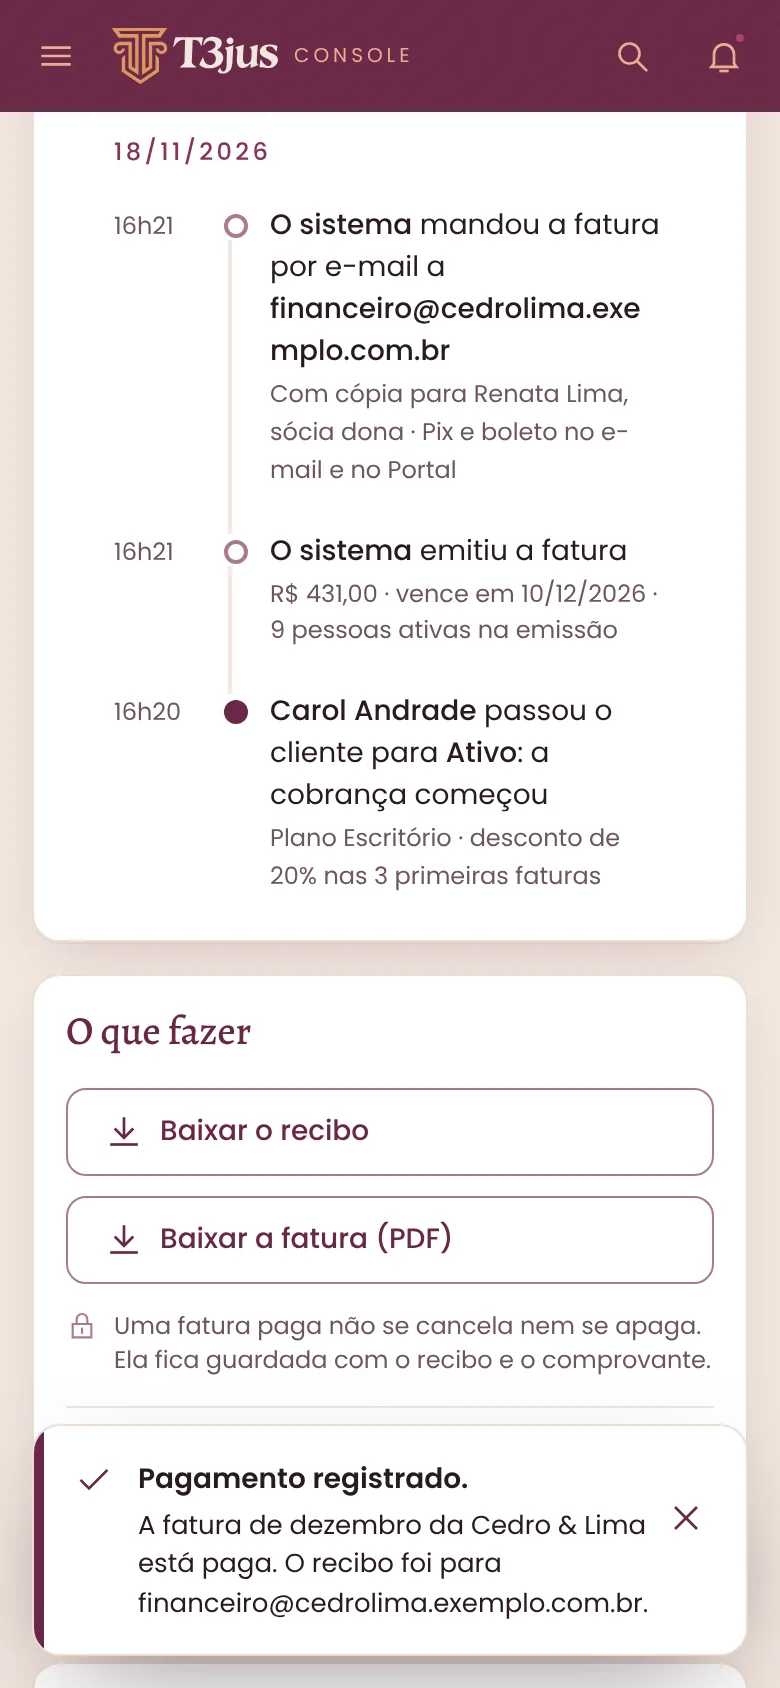 T3jus CONSOLE
18/11/2026
16h21
O sistema mandou a fatura
por e-mail a
financeiro@cedrolima.exe
mplo.com.br
Com cópia para Renata Lima,
sócia dona · Pix e boleto no e-
mail e no Portal
16h21
O sistema emitiu a fatura
R$ 431,00 · vence em 10/12/2026 ·
9 pessoas ativas na emissão
16h20
Carol Andrade passou o
cliente para Ativo: a
cobrança começou
Plano Escritório · desconto de
20% nas 3 primeiras faturas
O que fazer
Baixar o recibo
Baixar a fatura (PDF)
Uma fatura paga não se cancela nem se apaga.
Ela fica guardada com o recibo e o comprovante.
Pagamento registrado.
A fatura de dezembro da Cedro & Lima
está paga. O recibo foi para
financeiro@cedrolima.exemplo.com.br.